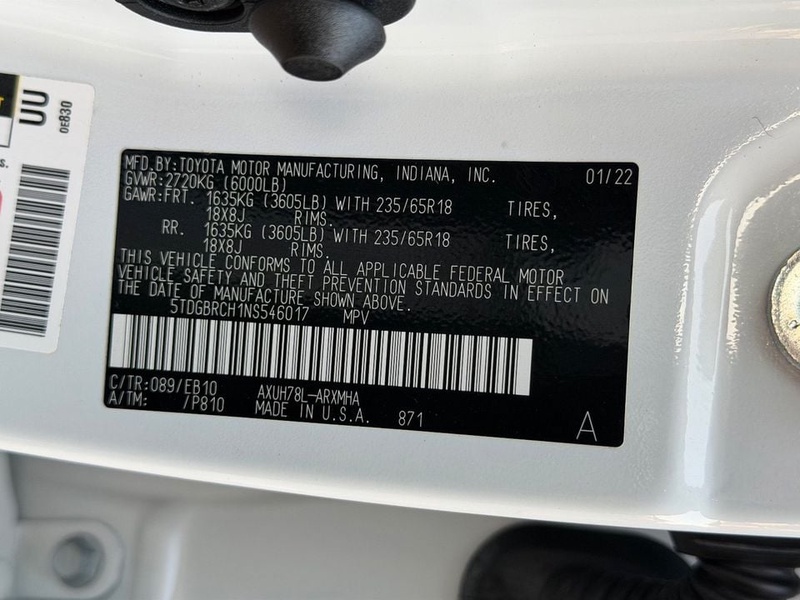 UU
0E830
T
s.
MFD.BY:TOYOTA MOTOR MANUFACTURING, INDIANA, INC. 01/22
GVWR:2720KG (6000LB)
GAWR:FRT. 1635KG (3605LB) WITH 235/65R18 TIRES,
18X8J RIMS.
RR. 1635KG (3605LB) WITH 235/65R18 TIRES,
18X8J RIMS.
THIS VEHICLE CONFORMS TO ALL APPLICABLE FEDERAL MOTOR
VEHICLE SAFETY AND THEFT PREVENTION STANDARDS IN EFFECT ON
THE DATE OF MANUFACTURE SHOWN ABOVE.
5TDGBRCH1NS546017 MPV
C/TR:089/EB10 AXUH78L-ARXMHA
A/TM: /P810 MADE IN U.S.A. 871
A